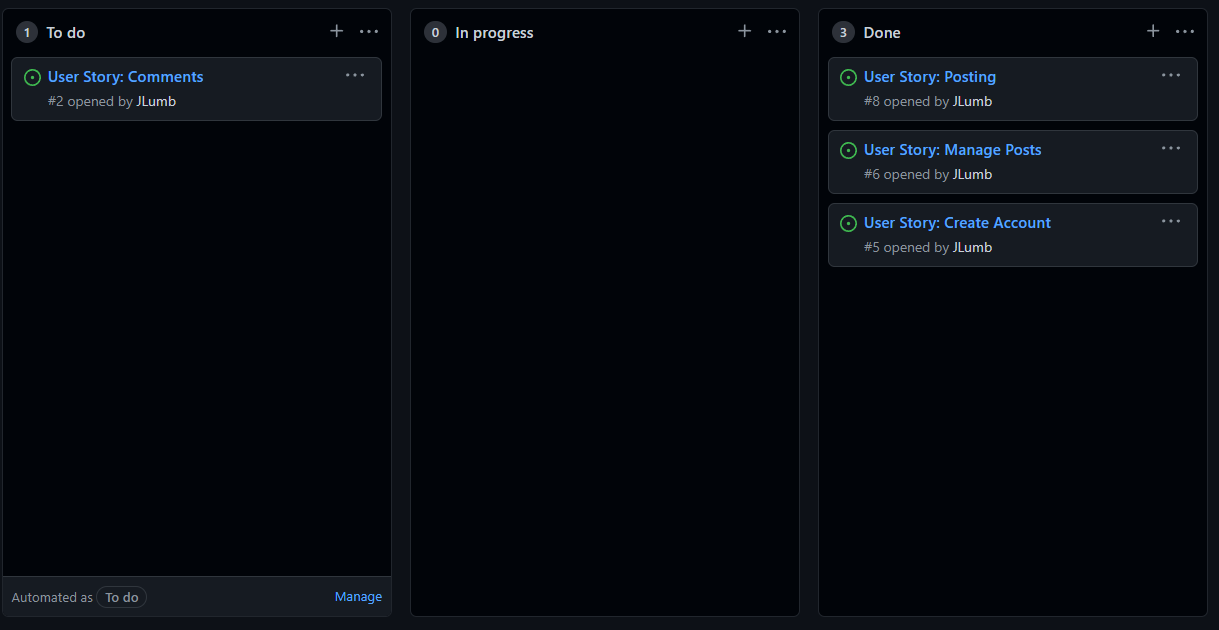 1 To do
User Story: Comments
#2 opened by JLumb
Automated as To do
Manage
0 In progress
3 Done
User Story: Posting
#8 opened by JLumb
User Story: Manage Posts
#6 opened by JLumb
User Story: Create Account
#5 opened by JLumb